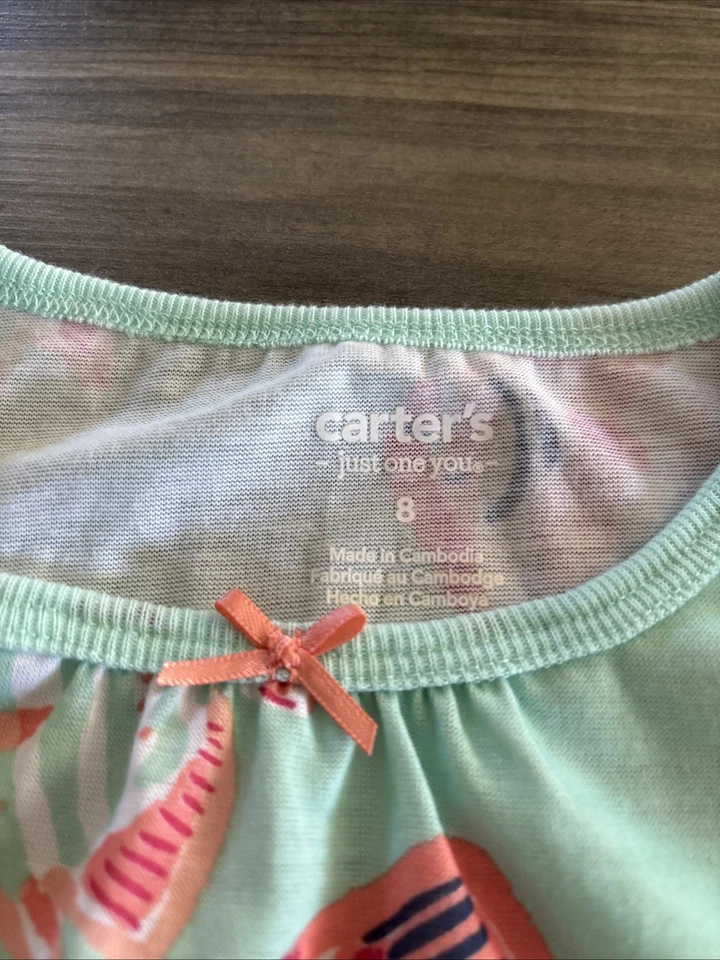 carter's
– just one you® –
8
Made in Cambodia
Fabriqué au Cambodge
Hecho en Camboya